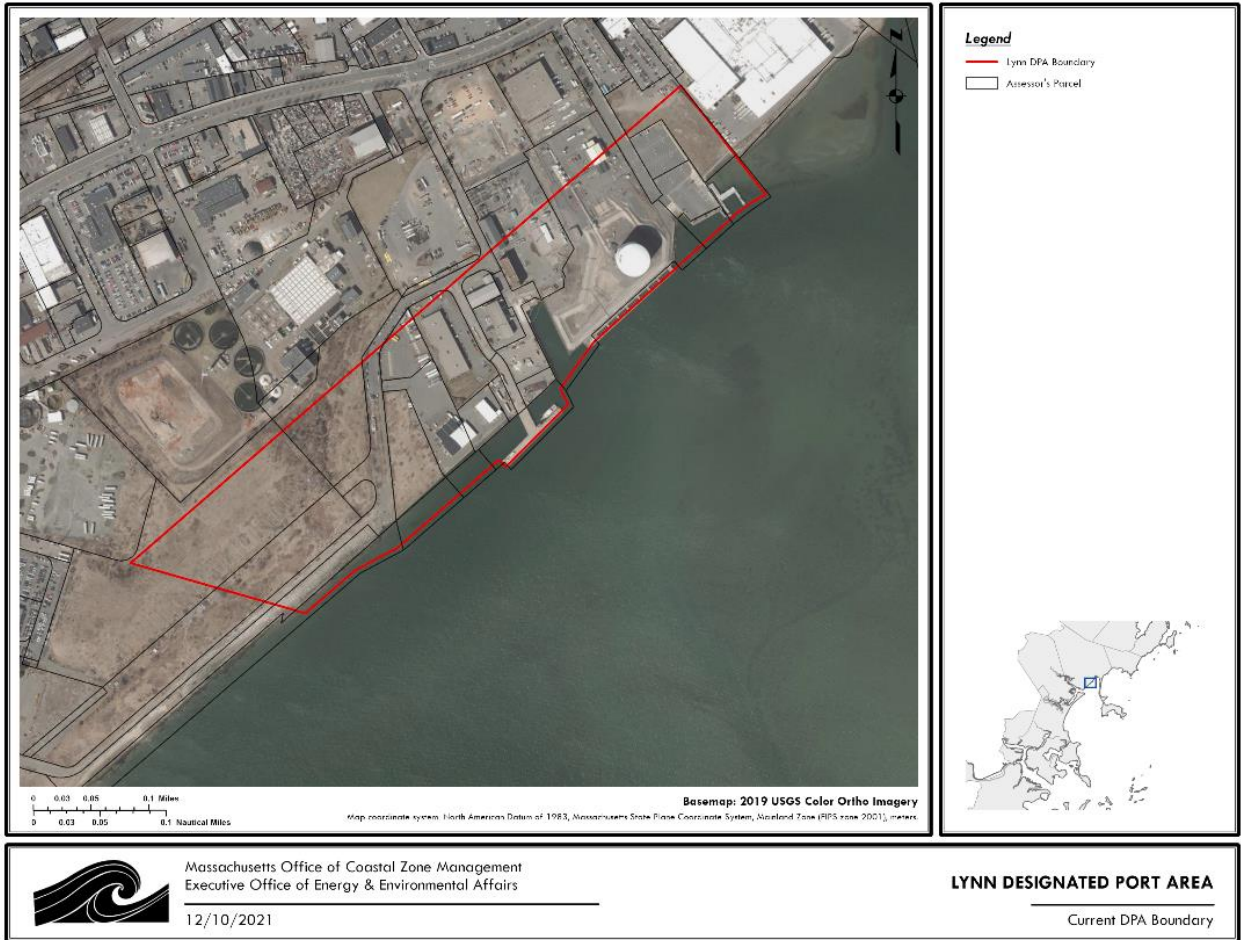 Legend
Lynn DPA Boundary
Assessor's Parcel
N
0 0.03 0.05 0.1 Miles
0 0.03 0.05 0.1 Nautical Miles
Basemap: 2019 USGS Color Ortho Imagery
Map coordinate system: North American Datum of 1983, Massachusetts State Plane Coordinate System, Mainland Zone (FIPS zone 2001), meters.
Massachusetts Office of Coastal Zone Management
Executive Office of Energy & Environmental Affairs
12/10/2021
LYNN DESIGNATED PORT AREA
Current DPA Boundary